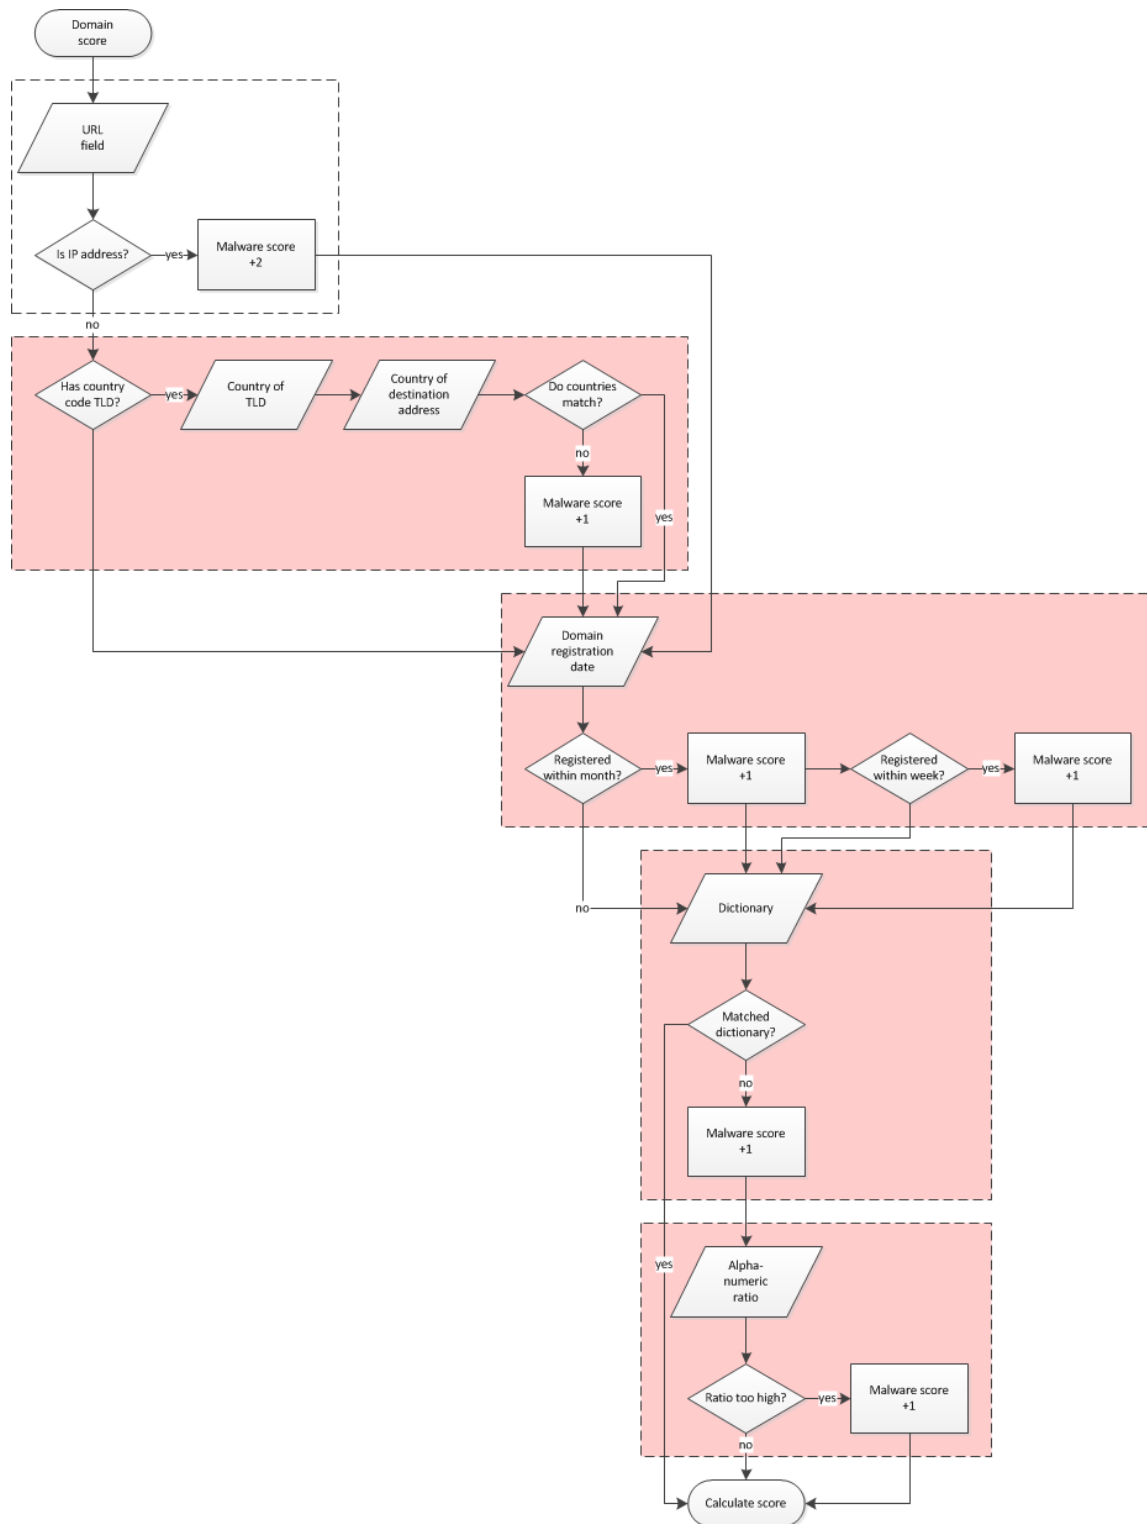 Domain
score
URL
field
Is IP address?
yes
Malware score
+2
no
Has country
code TLD?
yes
Country of
TLD
Country of
destination
address
Do countries
match?
no
Malware score
+1
yes
Domain
registration
date
Registered
within month?
yes
Malware score
+1
Registered
within week?
yes
Malware score
+1
no
Dictionary
Matched
dictionary?
no
Malware score
+1
yes
Alpha-
numeric
ratio
Ratio too high?
yes
Malware score
+1
no
Calculate score